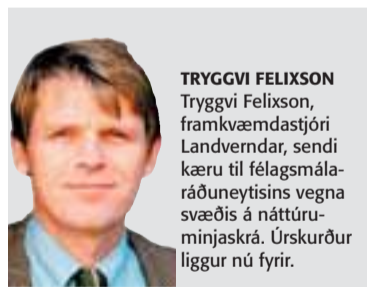 TRYGGVI FELIXSON
Tryggvi Felixson,
framkvæmdastjóri
Landverndar, sendi
kæru til félagsmála-
ráðuneytisins vegna
svæðis á náttúru-
minjaskrá. Úrskurður
liggur nú fyrir.